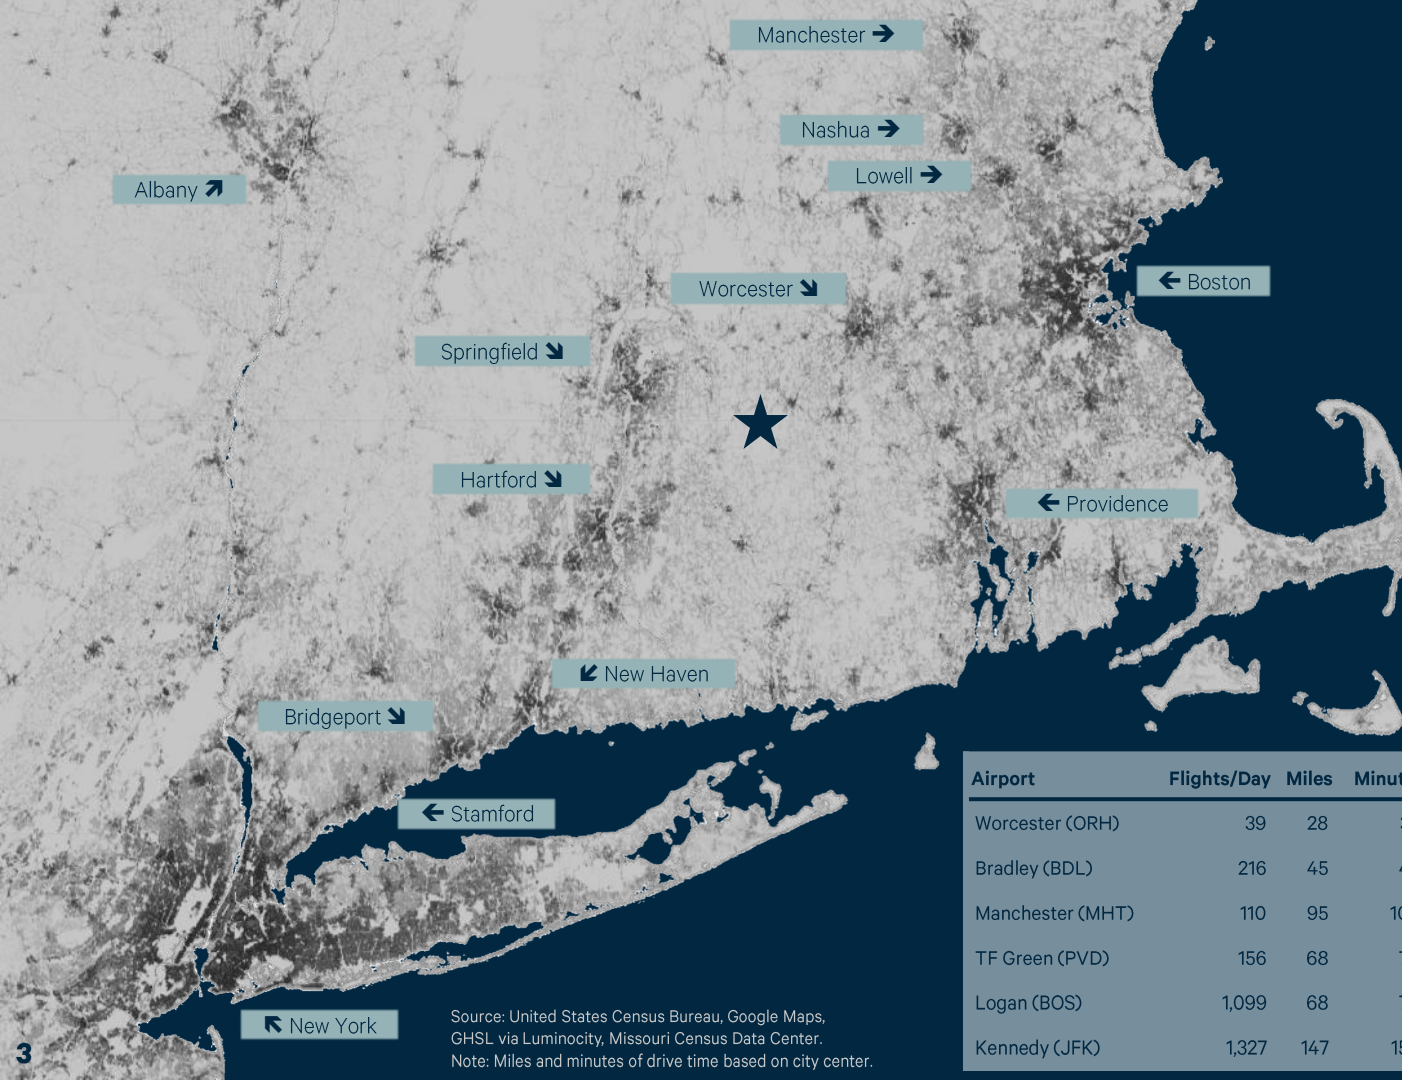 Manchester →
Nashua →
Lowell →
Albany ↗
← Boston
Worcester ↘
Springfield ↘
Hartford ↘
← Providence
↙ New Haven
Bridgeport ↘
← Stamford
Airport Flights/Day Miles
Worcester (ORH) 39 28
Bradley (BDL) 216 45
Manchester (MHT) 110 95
TF Green (PVD) 156 68
Logan (BOS) 1,099 68
Kennedy (JFK) 1,327 147
↖ New York
Source: United States Census Bureau, Google Maps,
GHSL via Luminocity, Missouri Census Data Center.
Note: Miles and minutes of drive time based on city center.
3